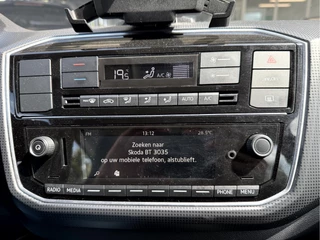 19.5
A/C
AUTO
A/C
FM
13:12
24.5°C
Zoeken naar
Skoda BT 3035
op uw mobiele telefoon, alstublieft.
RADIO
MEDIA
PHONE
MENU